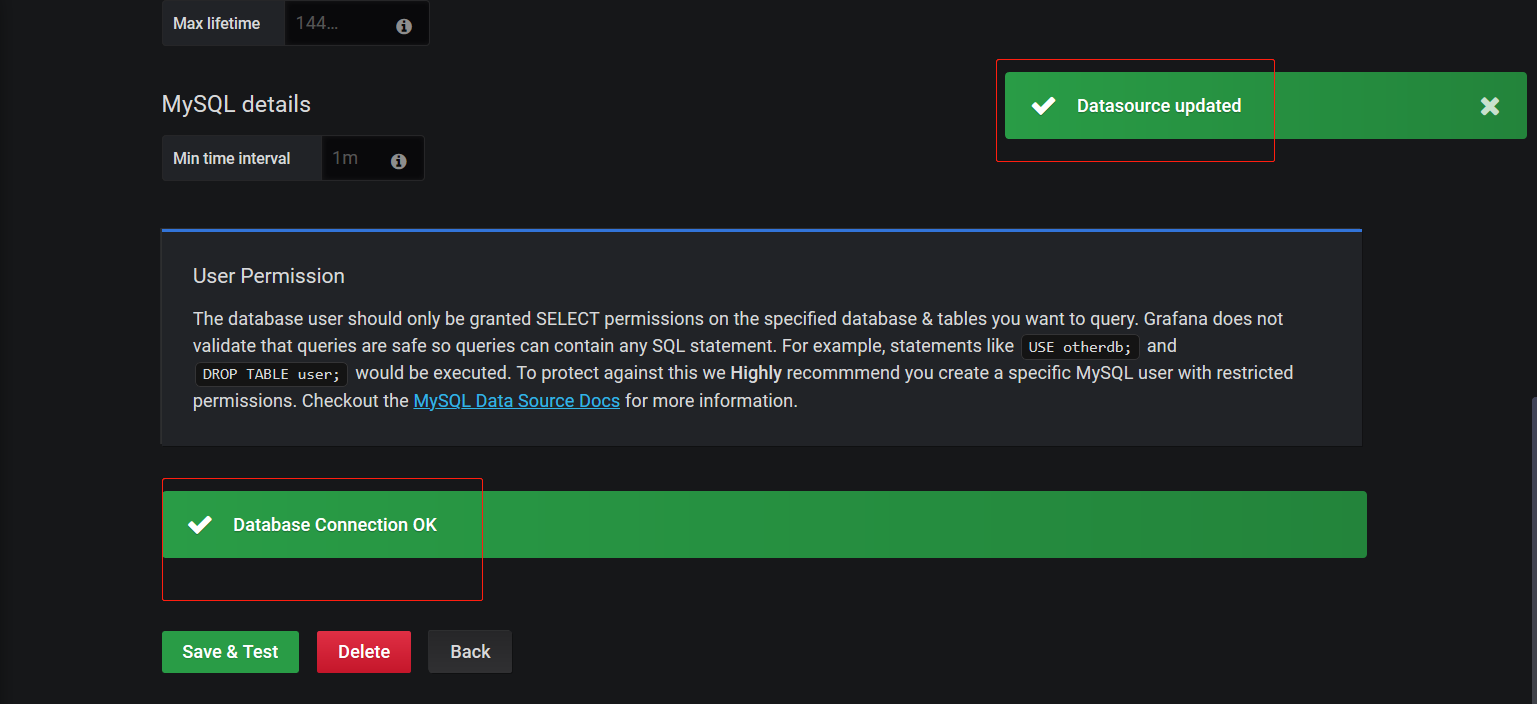 Max lifetime 144...
Datasource updated
MySQL details
Min time interval 1m
User Permission
The database user should only be granted SELECT permissions on the specified database & tables you want to query. Grafana does not
validate that queries are safe so queries can contain any SQL statement. For example, statements like USE otherdb; and
DROP TABLE user; would be executed. To protect against this we Highly recommmend you create a specific MySQL user with restricted
permissions. Checkout the MySQL Data Source Docs for more information.
Database Connection OK
Save & Test Delete Back